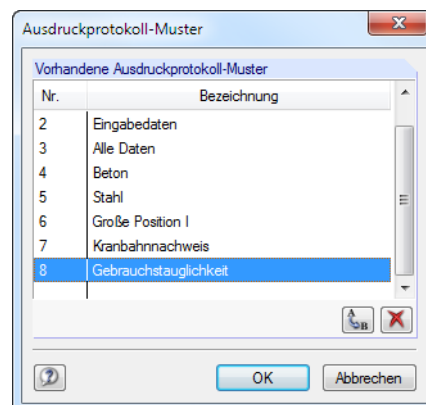 Ausdruckprotokoll-Muster
Vorhandene Ausdruckprotokoll-Muster
Nr. Bezeichnung
2 Eingabedaten
3 Alle Daten
4 Beton
5 Stahl
6 Große Position I
7 Kranbahnnachweis
8 Gebrauchstauglichkeit
A B
OK Abbrechen